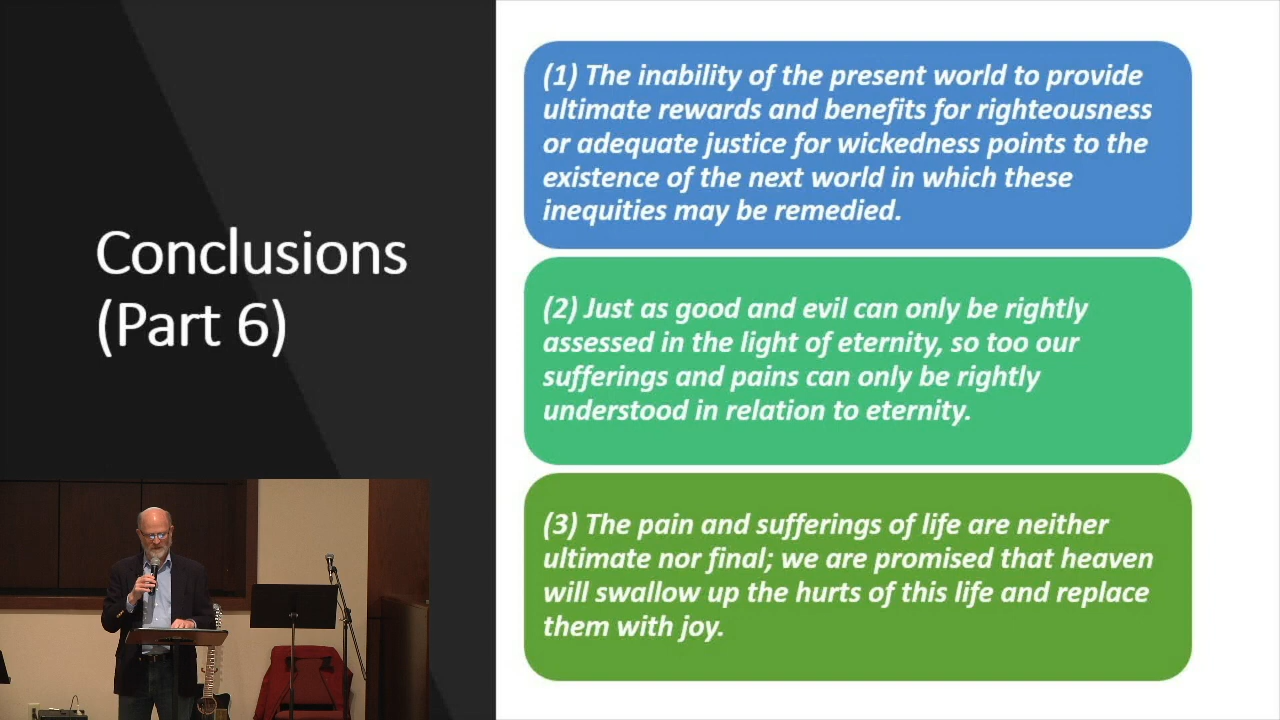 Conclusions
(Part 6)
(1) The inability of the present world to provide
ultimate rewards and benefits for righteousness
or adequate justice for wickedness points to the
existence of the next world in which these
inequities may be remedied.
(2) Just as good and evil can only be rightly
assessed in the light of eternity, so too our
sufferings and pains can only be rightly
understood in relation to eternity.
(3) The pain and sufferings of life are neither
ultimate nor final; we are promised that heaven
will swallow up the hurts of this life and replace
them with joy.